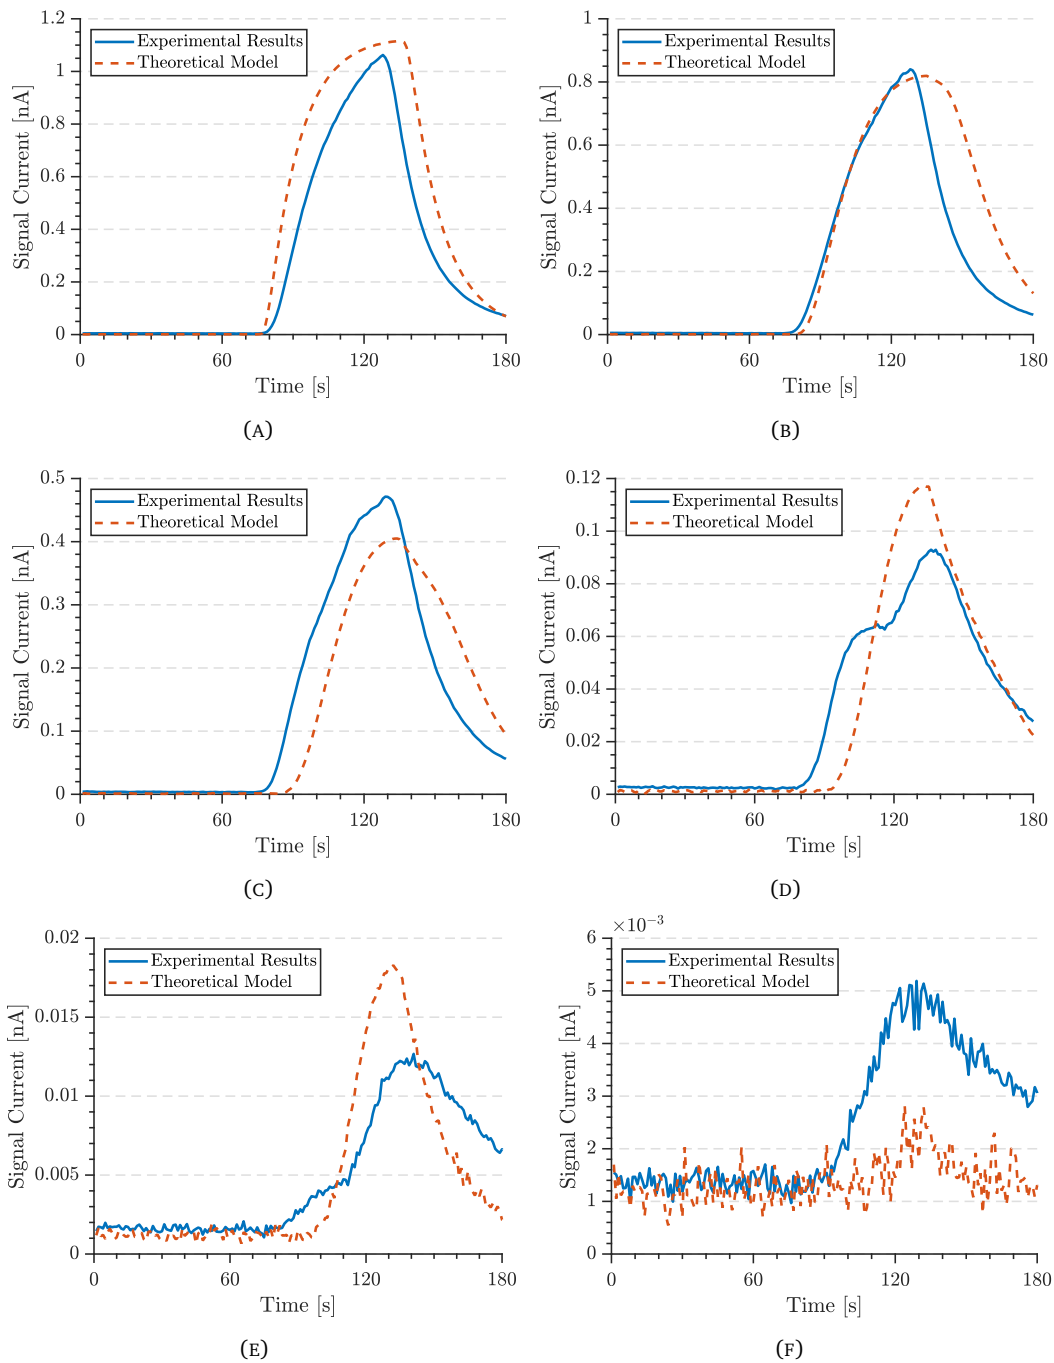 1.2
1
0.8
0.6
0.4
0.2
0
Signal Current [nA]
Experimental Results
Theoretical Model
0
60
120
180
Time [s]
(A)
1
0.8
0.6
0.4
0.2
0
Signal Current [nA]
Experimental Results
Theoretical Model
0
60
120
180
Time [s]
(B)
0.5
0.4
0.3
0.2
0.1
0
Signal Current [nA]
Experimental Results
Theoretical Model
0
60
120
180
Time [s]
(C)
0.12
0.1
0.08
0.06
0.04
0.02
0
Signal Current [nA]
Experimental Results
Theoretical Model
0
60
120
180
Time [s]
(D)
0.02
0.015
0.01
0.005
0
Signal Current [nA]
Experimental Results
Theoretical Model
0
60
120
180
Time [s]
(E)
×10⁻³
6
5
4
3
2
1
0
Signal Current [nA]
Experimental Results
Theoretical Model
0
60
120
180
Time [s]
(F)